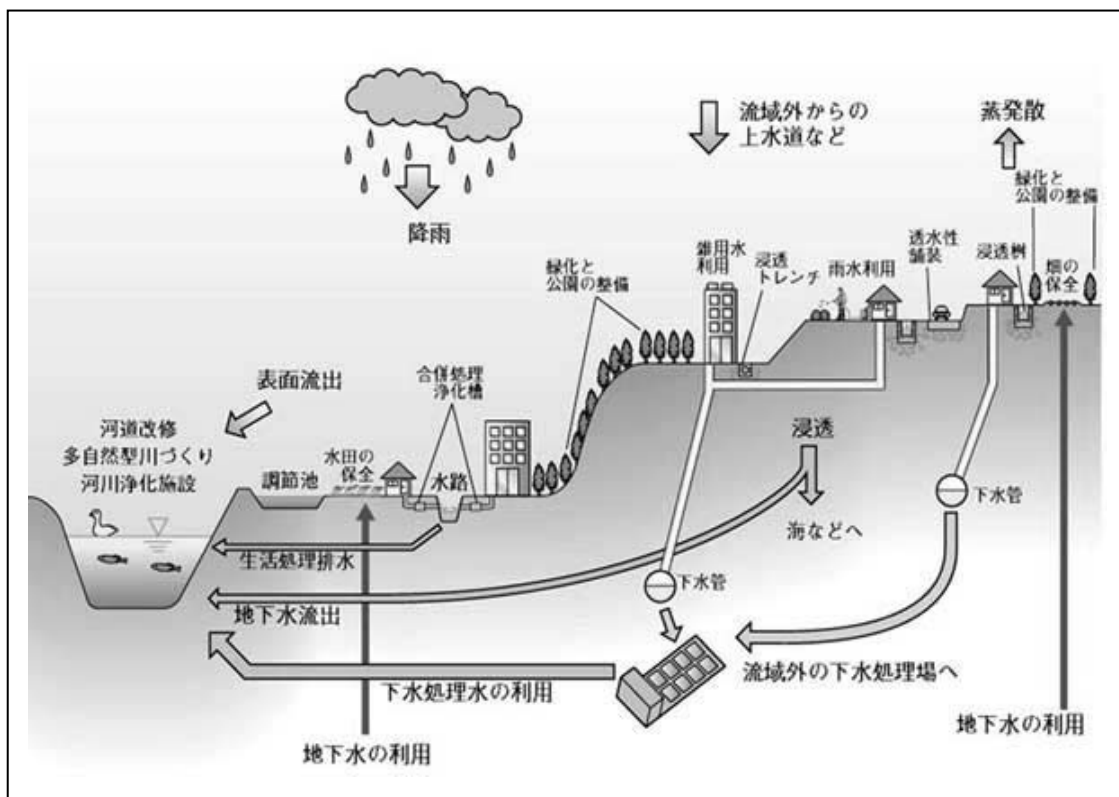 流域外からの
上水道など
蒸発散
緑化と
公園の整備
降雨
雑用水
利用
浸透
トレンチ
雨水利用
透水性
舗装
浸透桝
畑の
保全
緑化と
公園の整備
表面流出
合併処理
浄化槽
河道改修
多自然型川づくり
河川浄化施設
調節池
水田の
保全
水路
浸透
下水管
海などへ
生活処理排水
地下水流出
下水管
下水処理水の利用
流域外の下水処理場へ
地下水の利用
地下水の利用